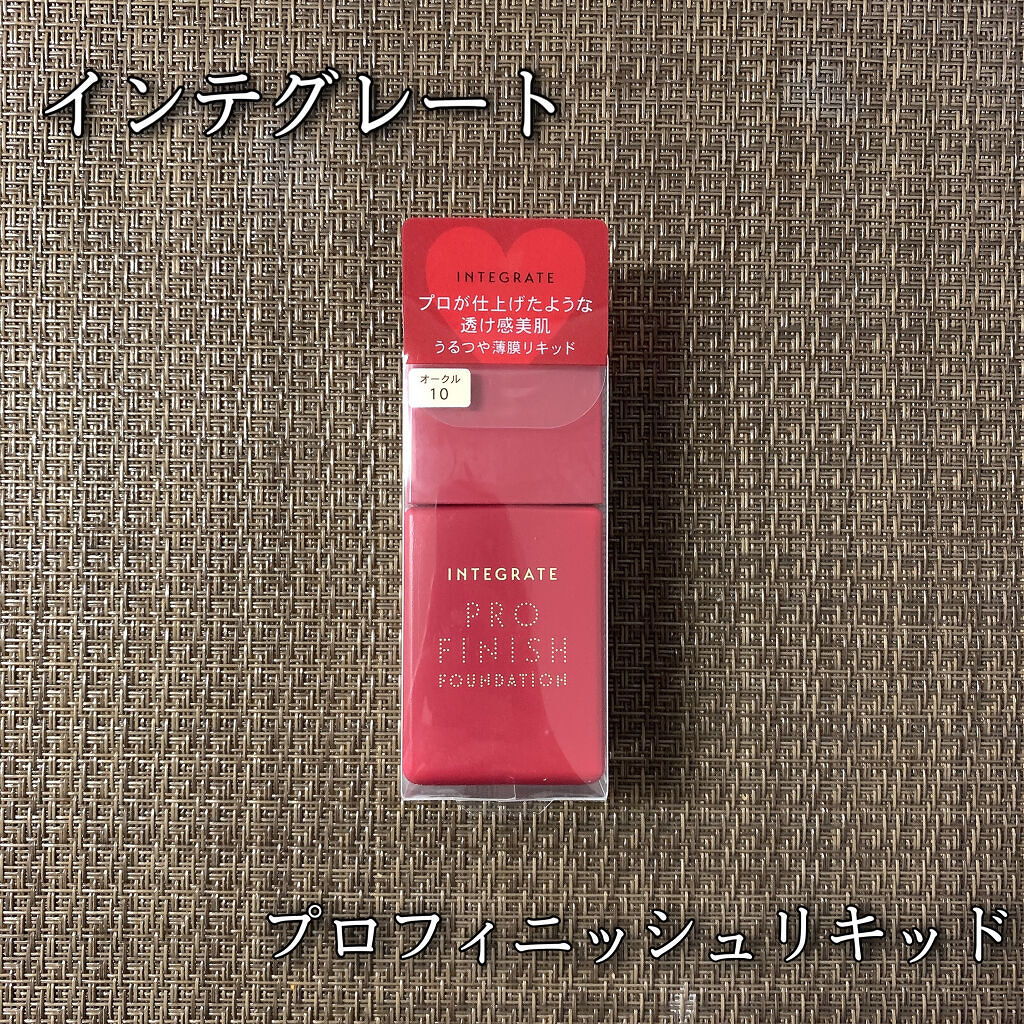 インテグレート
INTEGRATE
プロが仕上げたような
透け感美肌
うるつや薄膜リキッド
オークル
10
INTEGRATE
PRO
FINISH
FOUNDATION
プロフィニッシュリキッド